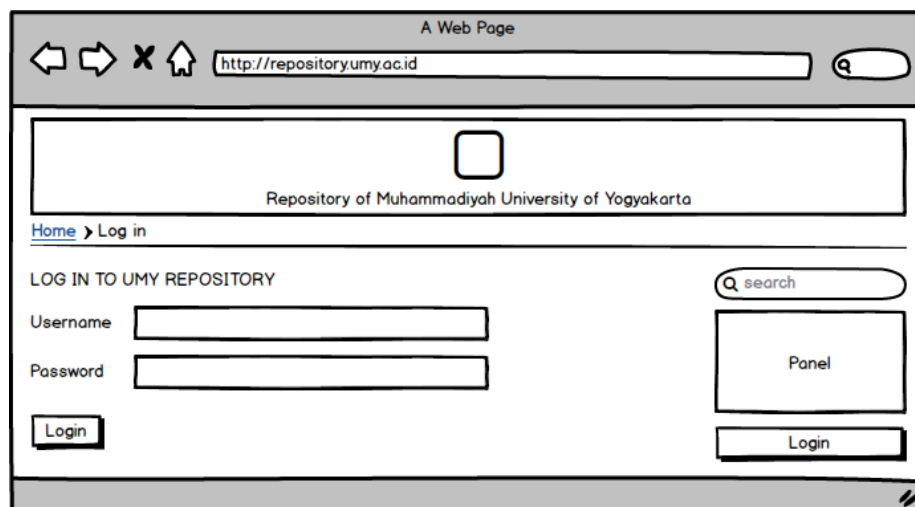 A Web Page
http://repository.umy.ac.id
Repository of Muhammadiyah University of Yogyakarta
Home > Log in
LOG IN TO UMY REPOSITORY
search
Username
Password
Panel
Login
Login